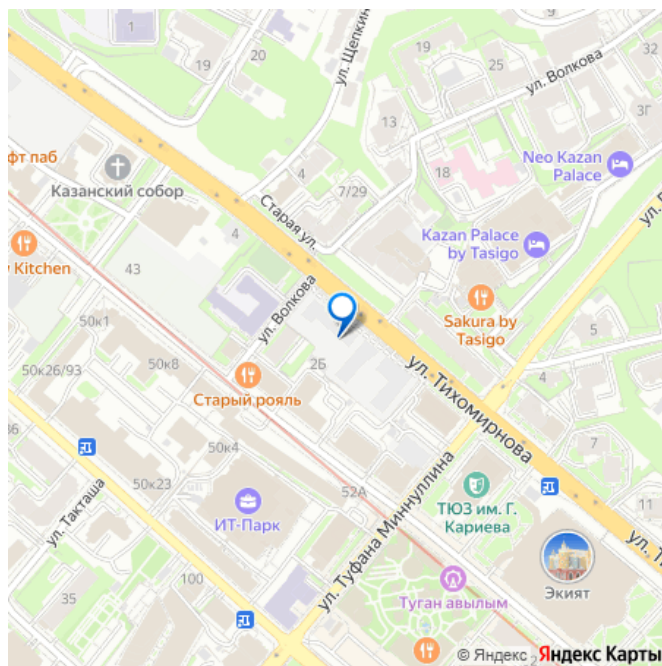 1
19
20
ул. Щепкин
23
25
ул. Волкова
19
13
3Г
фт паб
Казанский собор
4
7/29
18
Neo Kazan
Palace
Старая ул.
4
Kazan Palace
by Tasigo
Kitchen
43
ул. Волкова
Sakura by
Tasigo
5
50к1
50к8
50к26/93
2Б
Старый рояль
ул. Тихомирнова
4
36
50к4
7
50к23
52А
ТЮЗ им. Г.
Кариева
11
ул. Такташа
ИТ-Парк
ул. Туфана Миннуллина
Экият
100
Туган авылым
35
© Яндекс Яндекс Карты